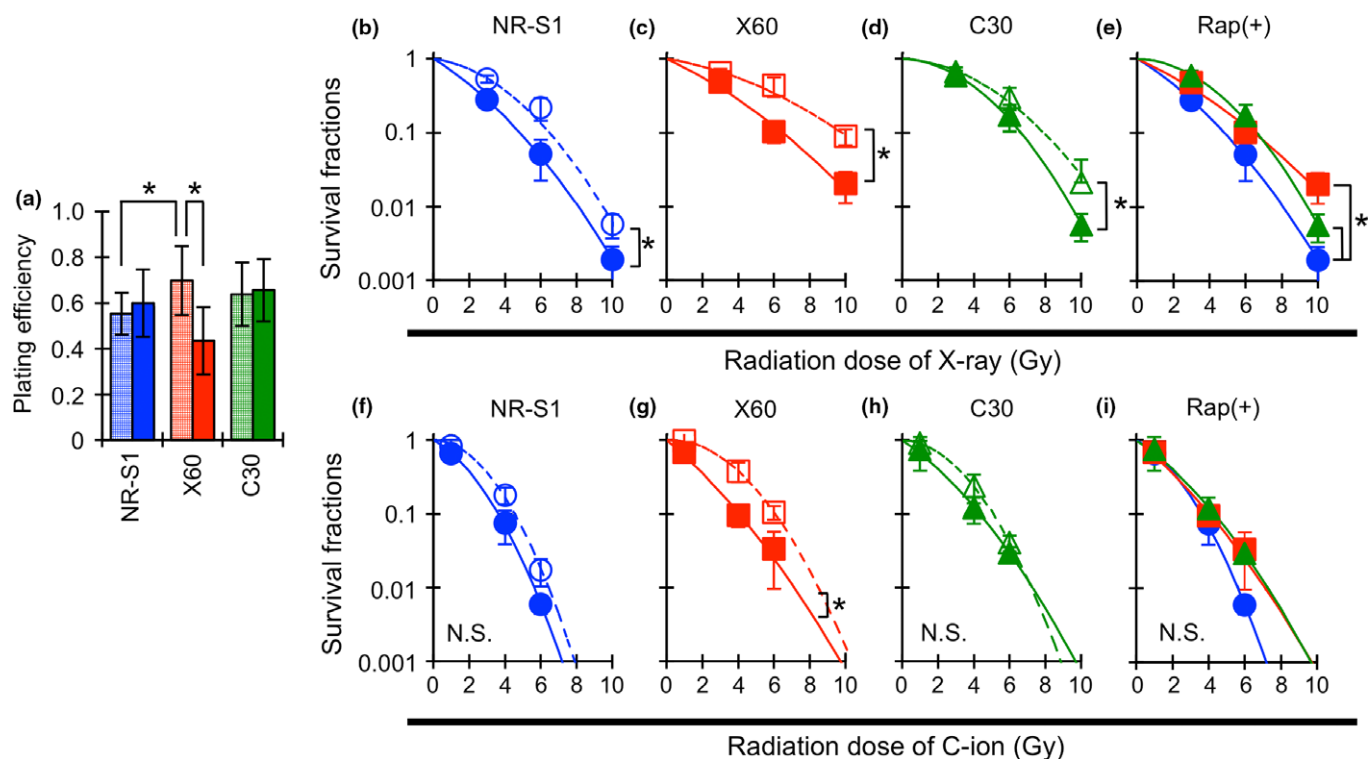 (a)
* *
Plating efficiency
1.0
0.8
0.6
0.4
0.2
0
NR-S1
X60
C30
(b) NR-S1
(c) X60
(d) C30
(e) Rap(+)
Survival fractions
1
0.1
0.01
0.001
*
*
*
*
0 2 4 6 8 10
0 2 4 6 8 10
0 2 4 6 8 10
0 2 4 6 8 10
Radiation dose of X-ray (Gy)
(f) NR-S1
(g) X60
(h) C30
(i) Rap(+)
Survival fractions
1
0.1
0.01
0.001
N.S.
*
N.S.
N.S.
0 2 4 6 8 10
0 2 4 6 8 10
0 2 4 6 8 10
0 2 4 6 8 10
Radiation dose of C-ion (Gy)